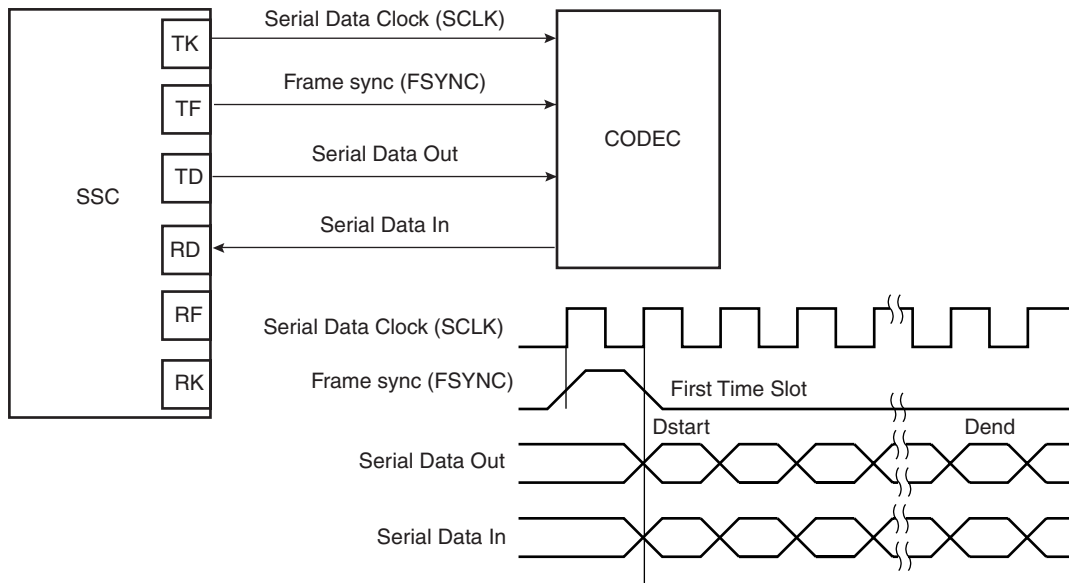 Serial Data Clock (SCLK)
TK
Frame sync (FSYNC)
TF
CODEC
Serial Data Out
TD
SSC
Serial Data In
RD
RF
Serial Data Clock (SCLK)
RK
Frame sync (FSYNC)
First Time Slot
Dstart
Dend
Serial Data Out
Serial Data In